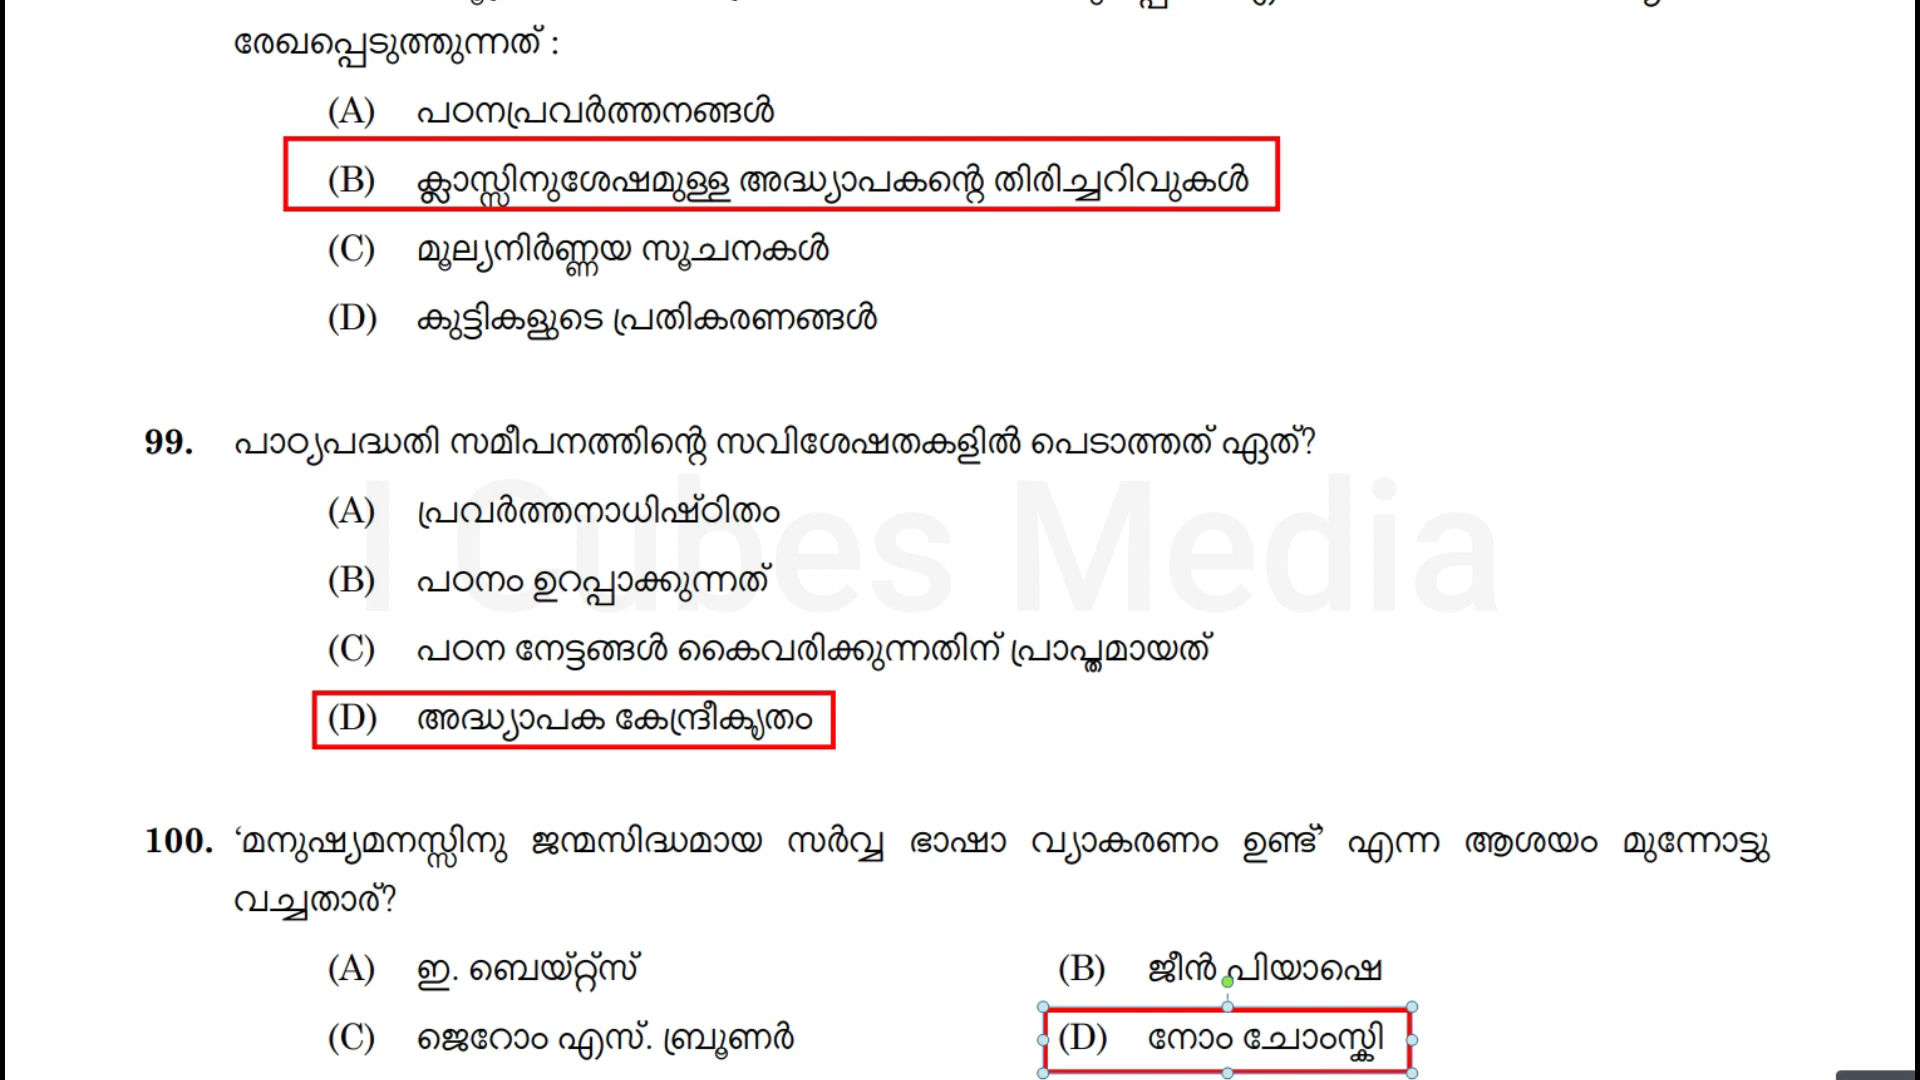 രേഖപ്പെടുത്തുന്നത് :
(A) പഠനപ്രവർത്തനങ്ങൾ
(B) ക്ലാസ്സിനുശേഷമുള്ള അദ്ധ്യാപകന്റെ തിരിച്ചറിവുകൾ
(C) മൂല്യനിർണ്ണയ സൂചനകൾ
(D) കുട്ടികളുടെ പ്രതികരണങ്ങൾ
99. പാഠ്യപദ്ധതി സമീപനത്തിന്റെ സവിശേഷതകളിൽ പെടാത്തത് ഏത്?
I Cubes Media
(A) പ്രവർത്തനാധിഷ്ഠിതം
(B) പഠനം ഉറപ്പാക്കുന്നത്
(C) പഠന നേട്ടങ്ങൾ കൈവരിക്കുന്നതിന് പ്രാപ്തമായത്
(D) അദ്ധ്യാപക കേന്ദ്രീകൃതം
100. ‘മനുഷ്യമനസ്സിനു ജന്മസിദ്ധമായ സർവ്വ ഭാഷാ വ്യാകരണം ഉണ്ട്’ എന്ന ആശയം മുന്നോട്ടു
വച്ചതാര്?
(A) ഇ. ബെയ്റ്റ്സ് (B) ജീൻ പിയാഷെ
(C) ജെറോം എസ്. ബ്രൂണർ (D) നോം ചോംസ്കി